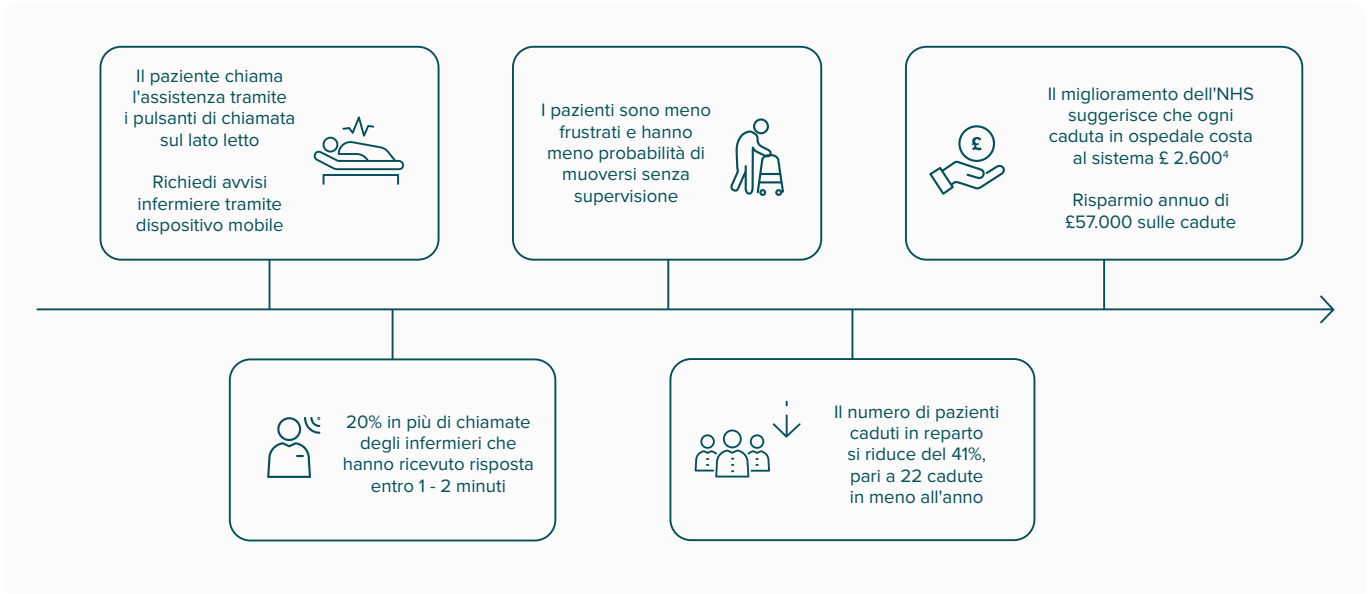 Il paziente chiama
l'assistenza tramite
i pulsanti di chiamata
sul lato letto
Richiedi avvisi
infermiere tramite
dispositivo mobile
20% in più di chiamate
degli infermieri che
hanno ricevuto risposta
entro 1 - 2 minuti
I pazienti sono meno
frustrati e hanno
meno probabilità di
muoversi senza
supervisione
Il numero di pazienti
caduti in reparto
si riduce del 41%,
pari a 22 cadute
in meno all'anno
£
Il miglioramento dell'NHS
suggerisce che ogni
caduta in ospedale costa
al sistema £ 2.600⁴
Risparmio annuo di
£57.000 sulle cadute